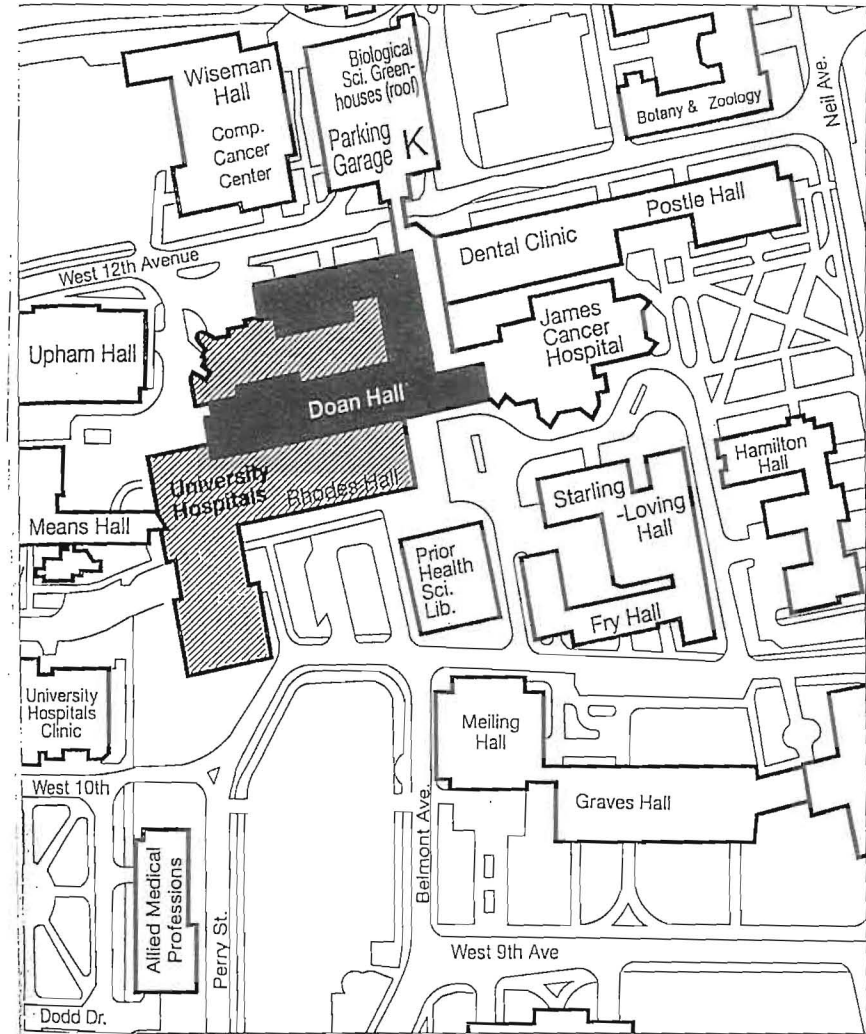 Wiseman
Hall
Comp.
Cancer
Center
Biological
Sci. Green-
houses (roof)
Parking
Garage K
Botany & Zoology
Neil Ave.
Postle Hall
Dental Clinic
West 12th Avenue
James
Cancer
Hospital
Upham Hall
Doan Hall
University
Hospitals
Rhodes Hall
Hamilton
Hall
Starling
-Loving
Hall
Means Hall
Prior
Health
Sci.
Lib.
Fry Hall
University
Hospitals
Clinic
Meiling
Hall
West 10th
Graves Hall
Belmont Ave.
Allied Medical
Professions
Perry St.
West 9th Ave
Dodd Dr.